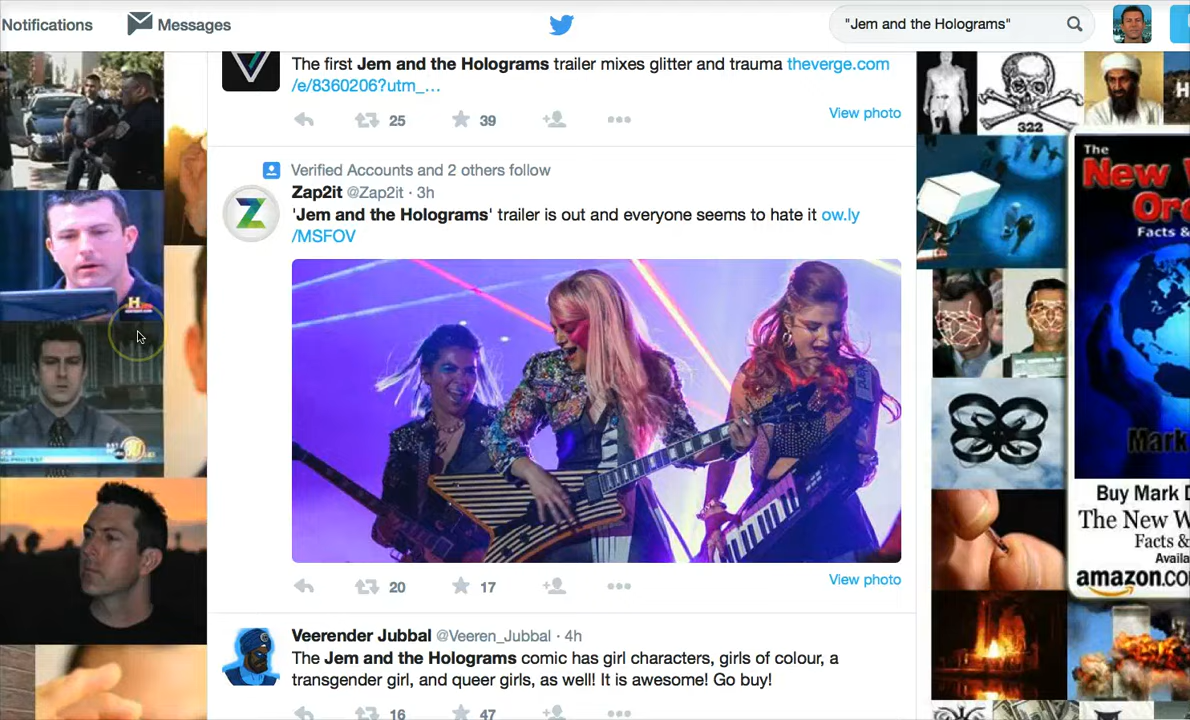 Notifications
Messages
"Jem and the Holograms"
The first Jem and the Holograms trailer mixes glitter and trauma theverge.com
/e/8360206?utm_…
25
39
View photo
Verified Accounts and 2 others follow
Zap2it @Zap2it · 3h
'Jem and the Holograms' trailer is out and everyone seems to hate it ow.ly
/MSFOV
20
17
View photo
Veerender Jubbal @Veeren_Jubbal · 4h
The Jem and the Holograms comic has girl characters, girls of colour, a
transgender girl, and queer girls, as well! It is awesome! Go buy!
16
47
H
322
The
New
Facts &
Mark
Buy Mark D
The New W
Facts &
Availa
amazon.co